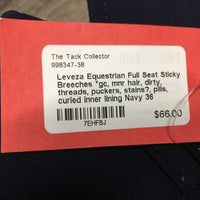 The Tack Collector
998347-38
Leveza Equestrian Full Seat Sticky
Breeches *gc, mnr hair, dirty,
threads, puckers, stains?, pills,
curled inner lining Navy 36
$66.00
7EHFBJ